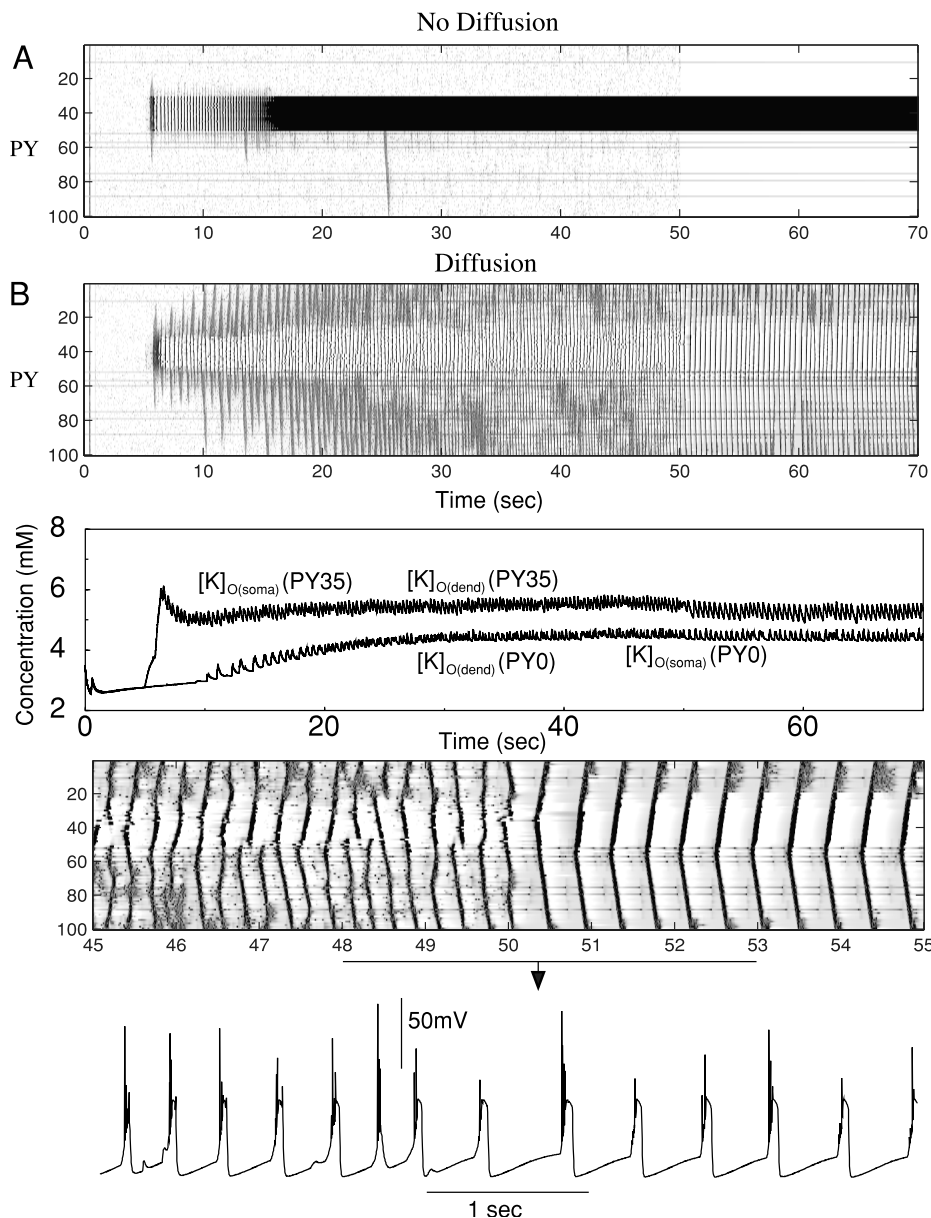 No Diffusion
A
20
40
PY 60
80
100
0 10 20 30 40 50 60 70
Diffusion
B
20
40
PY
60
80
100
0 10 20 30 40 50 60 70
Time (sec)
Concentration (mM)
8
6
4
2
[K]O(soma) (PY35) [K]O(dend) (PY35)
[K]O(dend) (PY0) [K]O(soma) (PY0)
0 20 40 60
Time (sec)
20
40
60
80
100
45 46 47 48 49 50 51 52 53 54 55
50mV
1 sec